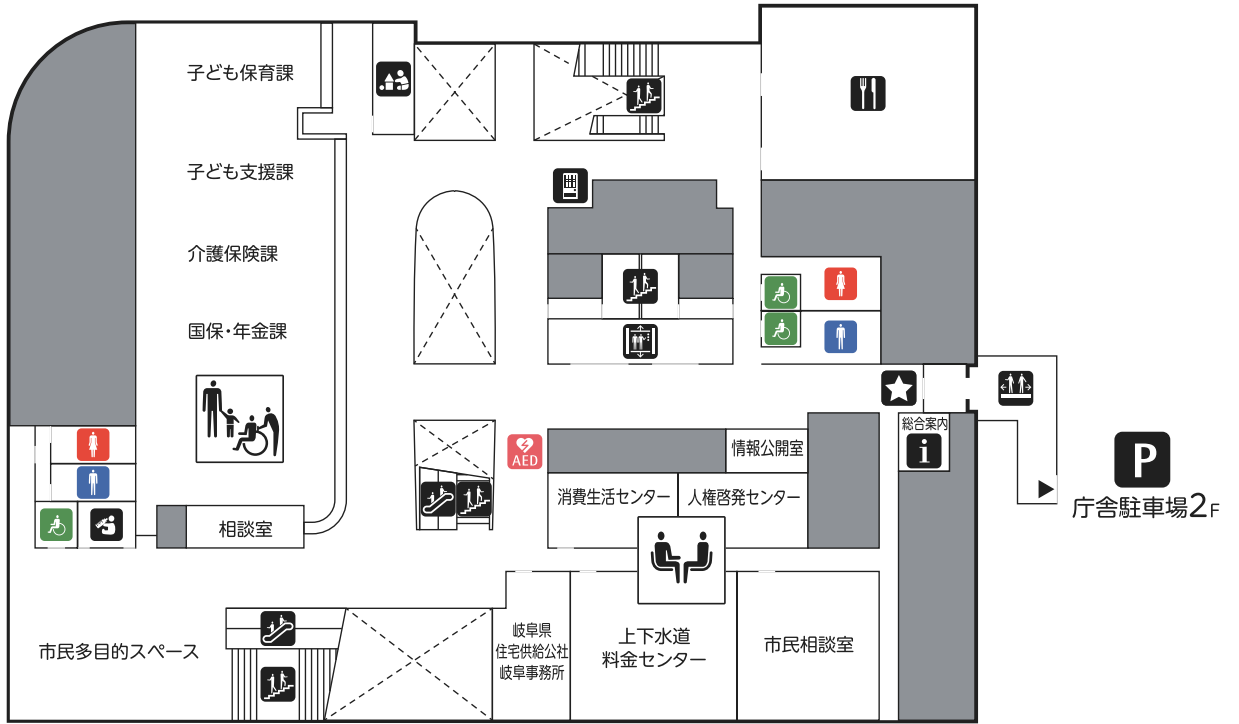 子ども保育課
子ども支援課
介護保険課
国保・年金課
AED
総合案内
i
情報公開室
消費生活センター
人権啓発センター
相談室
P
庁舎駐車場2F
市民多目的スペース
岐阜県
住宅供給公社
岐阜事務所
上下水道
料金センター
市民相談室